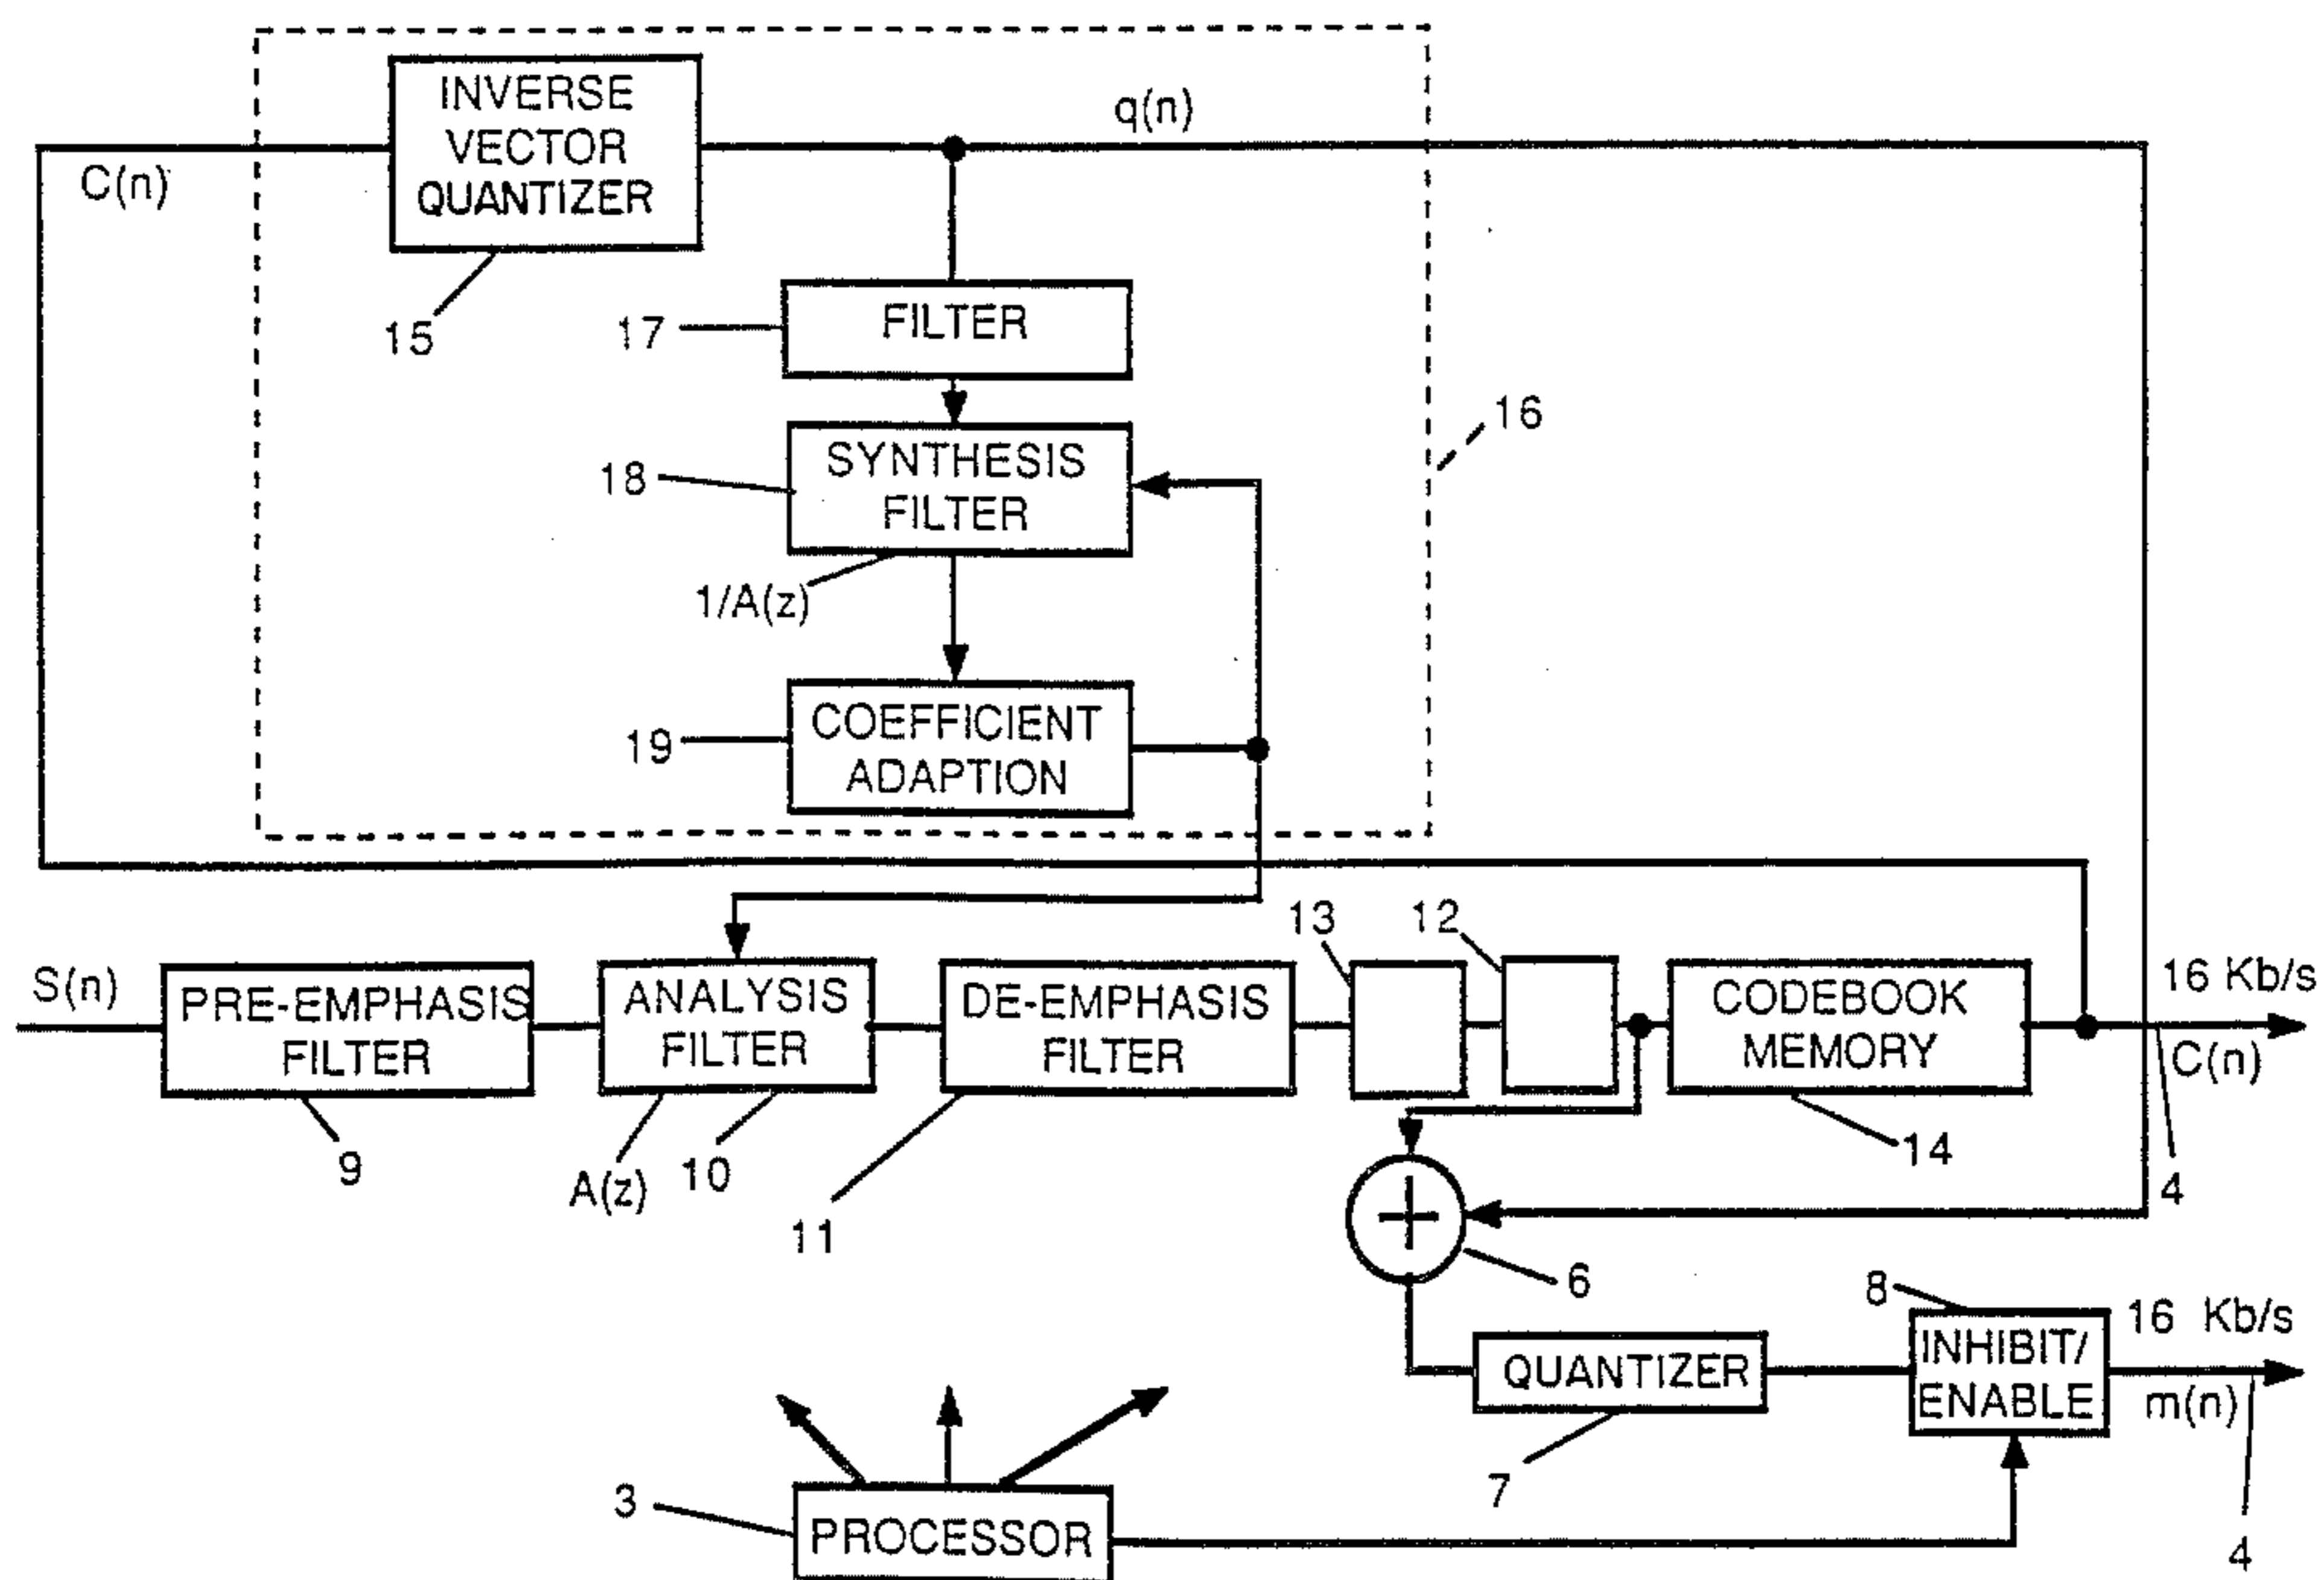 INVERSE
VECTOR
QUANTIZER
q(n)
C(n)
15
17
FILTER
16
18
SYNTHESIS
FILTER
1/A(z)
19
COEFFICIENT
ADAPTION
13
12
S(n)
PRE-EMPHASIS
FILTER
ANALYSIS
FILTER
DE-EMPHASIS
FILTER
CODEBOOK
MEMORY
16 Kb/s
C(n)
9
A(z)
10
11
14
4
6
8
16 Kb/s
QUANTIZER
INHIBIT/
ENABLE
m(n)
7
3
PROCESSOR
4